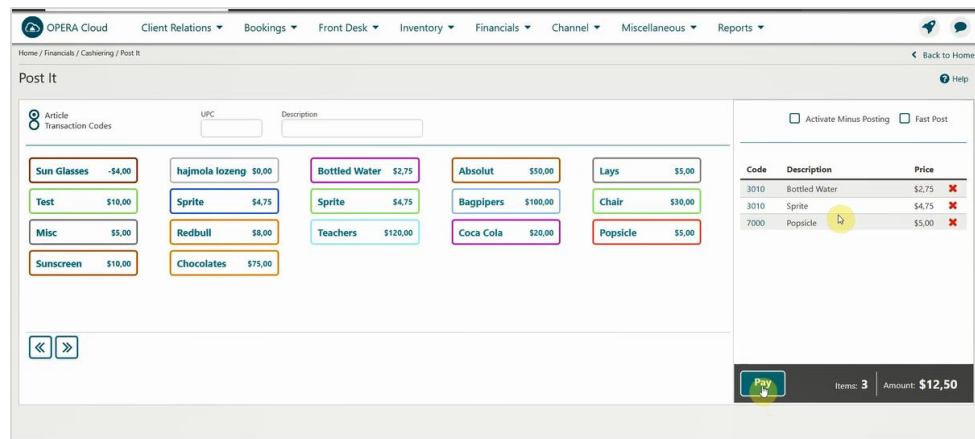 OPERA Cloud Client Relations Bookings Front Desk Inventory Financials Channel Miscellaneous Reports
Home / Financials / Cashiering / Post It Back to Home
Post It Help
Article
Transaction Codes
UPC Description
Activate Minus Posting Fast Post
Sun Glasses -$4,00 hajmola lozeng $0,00 Bottled Water $2,75 Absolut $50,00 Lays $5,00
Test $10,00 Sprite $4,75 Sprite $4,75 Bagpipers $100,00 Chair $30,00
Misc $5,00 Redbull $8,00 Teachers $120,00 Coca Cola $20,00 Popsicle $5,00
Sunscreen $10,00 Chocolates $75,00
Code Description Price
3010 Bottled Water $2,75
3010 Sprite $4,75
7000 Popsicle $5,00
Pay Items: 3 Amount: $12,50